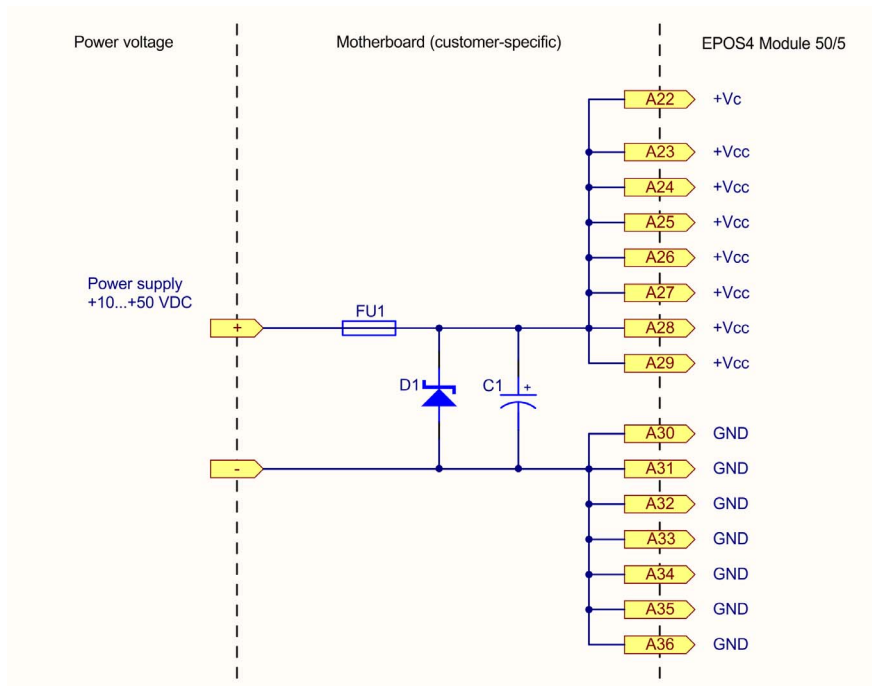 Power voltage
Motherboard (customer-specific)
EPOS4 Module 50/5
A22 +Vc
A23 +Vcc
A24 +Vcc
A25 +Vcc
A26 +Vcc
A27 +Vcc
Power supply
+10...+50 VDC
FU1
+
A28 +Vcc
A29 +Vcc
D1
C1 +
A30 GND
-
A31 GND
A32 GND
A33 GND
A34 GND
A35 GND
A36 GND